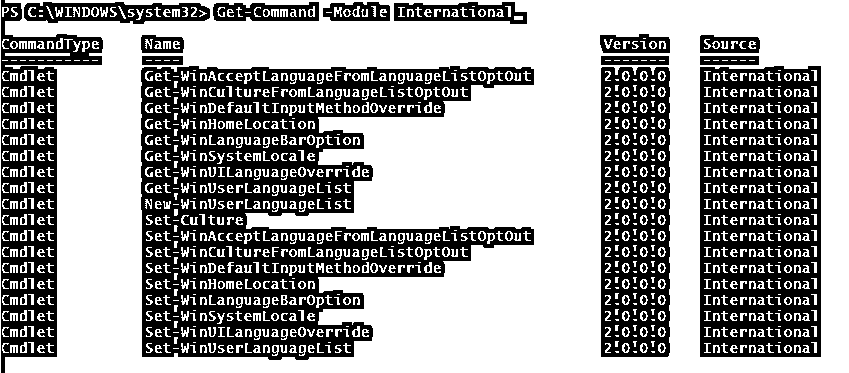 PS C:\WINDOWS\system32> Get-Command -Module International_
CommandType Name Version Source
----------- ---- ------- ------
Cmdlet Get-WinAcceptLanguageFromLanguageListOptOut 2.0.0.0 International
Cmdlet Get-WinCultureFromLanguageListOptOut 2.0.0.0 International
Cmdlet Get-WinDefaultInputMethodOverride 2.0.0.0 International
Cmdlet Get-WinHomeLocation 2.0.0.0 International
Cmdlet Get-WinLanguageBarOption 2.0.0.0 International
Cmdlet Get-WinSystemLocale 2.0.0.0 International
Cmdlet Get-WinUILanguageOverride 2.0.0.0 International
Cmdlet Get-WinUserLanguageList 2.0.0.0 International
Cmdlet New-WinUserLanguageList 2.0.0.0 International
Cmdlet Set-Culture 2.0.0.0 International
Cmdlet Set-WinAcceptLanguageFromLanguageListOptOut 2.0.0.0 International
Cmdlet Set-WinCultureFromLanguageListOptOut 2.0.0.0 International
Cmdlet Set-WinDefaultInputMethodOverride 2.0.0.0 International
Cmdlet Set-WinHomeLocation 2.0.0.0 International
Cmdlet Set-WinLanguageBarOption 2.0.0.0 International
Cmdlet Set-WinSystemLocale 2.0.0.0 International
Cmdlet Set-WinUILanguageOverride 2.0.0.0 International
Cmdlet Set-WinUserLanguageList 2.0.0.0 International